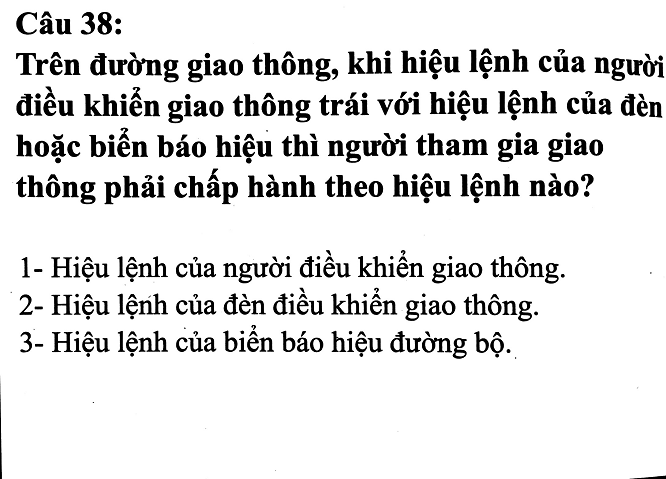 Câu 38:
Trên đường giao thông, khi hiệu lệnh của người
điều khiển giao thông trái với hiệu lệnh của đèn
hoặc biển báo hiệu thì người tham gia giao
thông phải chấp hành theo hiệu lệnh nào?
1- Hiệu lệnh của người điều khiển giao thông.
2- Hiệu lệnh của đèn điều khiển giao thông.
3- Hiệu lệnh của biển báo hiệu đường bộ.